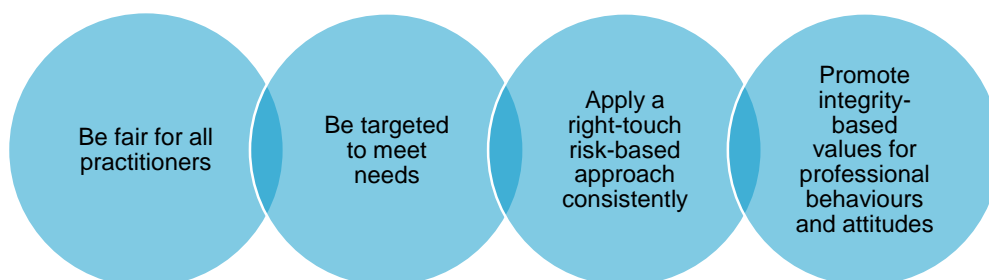 Be fair for all
practitioners
Be targeted
to meet
needs
Apply a
right-touch
risk-based
approach
consistently
Promote
integrity-
based
values for
professional
behaviours
and attitudes